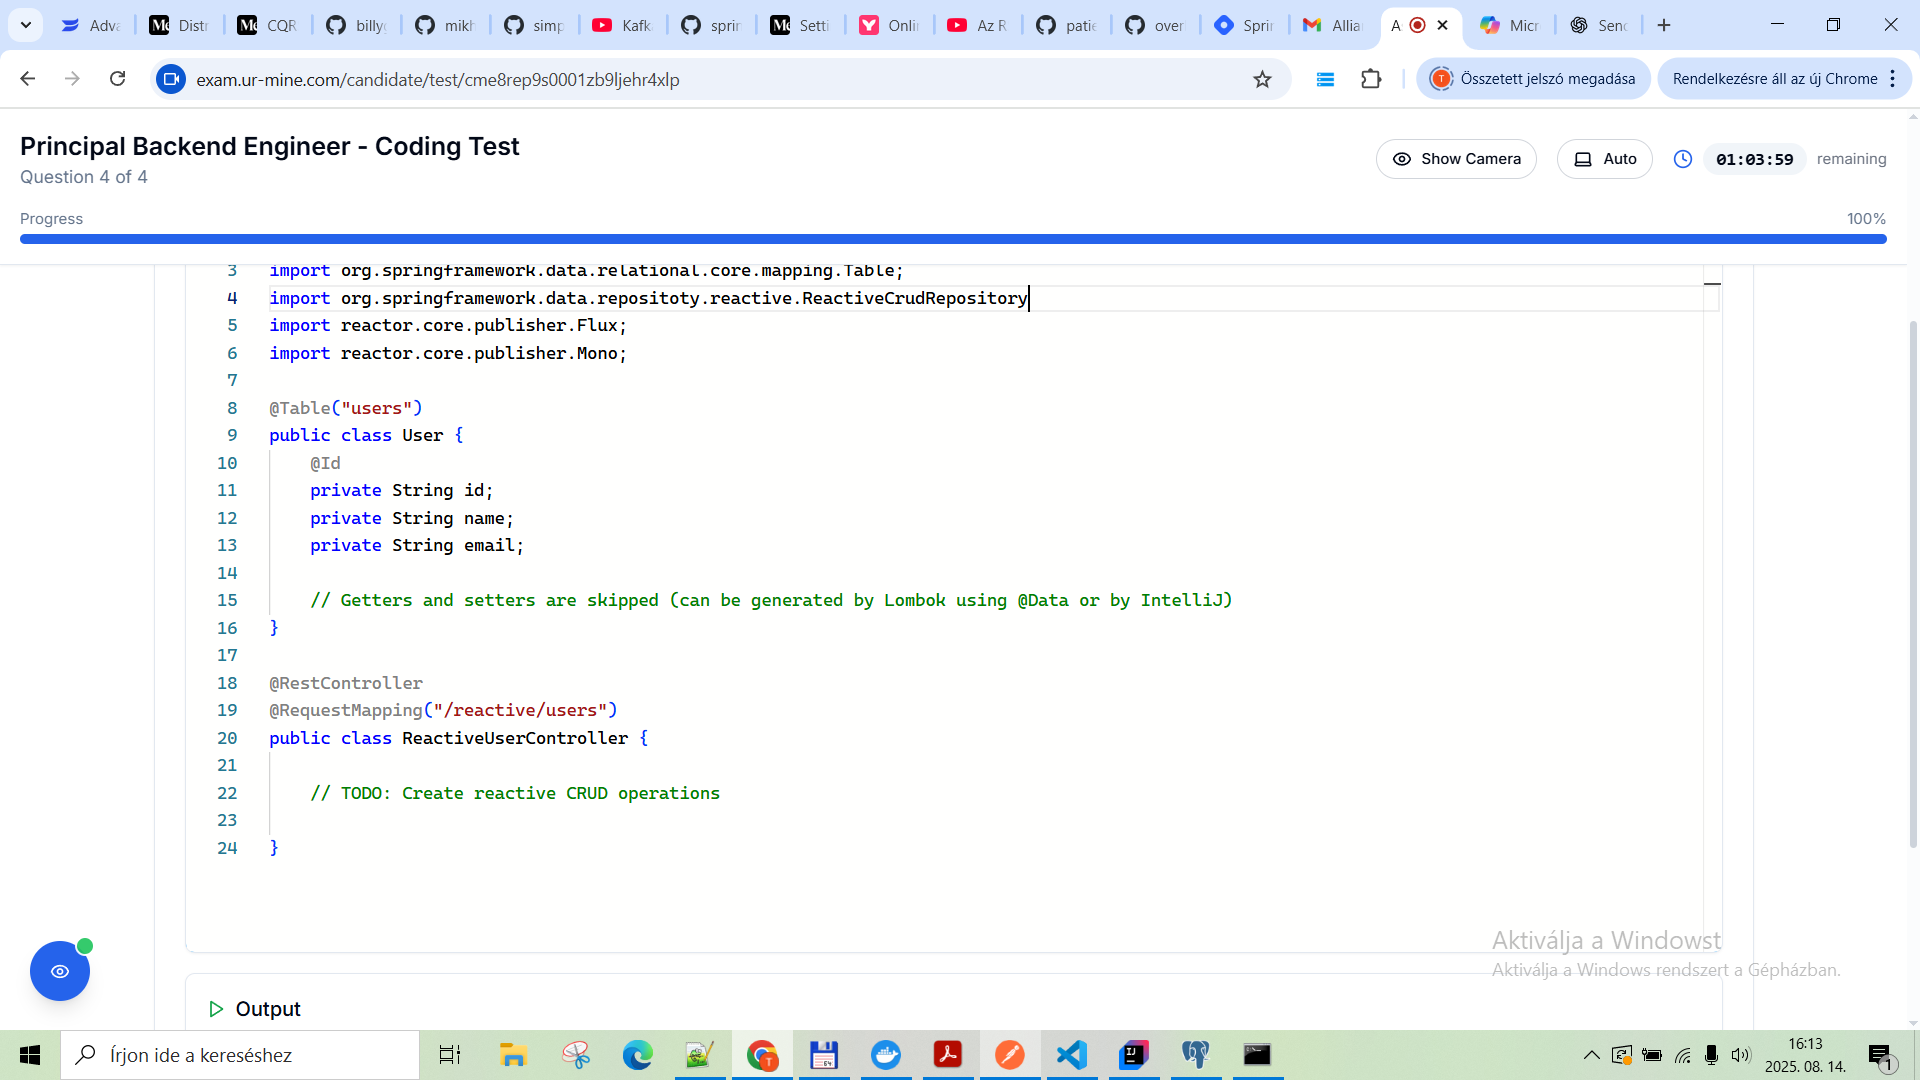 Adva
Distr
CQR
billy
mikh
simp
Kafk
sprin
Setti
Onlin
Az R
patie
over
Sprin
Allia
A
Micr
Send
exam.ur-mine.com/candidate/test/cme8rep9s0001zb9ljehr4xlp
T
Összetett jelszó megadása
Rendelkezésre áll az új Chrome
Principal Backend Engineer - Coding Test
Question 4 of 4
Show Camera
Auto
01:03:59 remaining
Progress
100%
3 import org.springframework.data.relational.core.mapping.Table;
4 import org.springframework.data.repositoty.reactive.ReactiveCrudRepository
5 import reactor.core.publisher.Flux;
6 import reactor.core.publisher.Mono;
7
8 @Table("users")
9 public class User {
10 @Id
11 private String id;
12 private String name;
13 private String email;
14
15 // Getters and setters are skipped (can be generated by Lombok using @Data or by IntelliJ)
16 }
17
18 @RestController
19 @RequestMapping("/reactive/users")
20 public class ReactiveUserController {
21
22 // TODO: Create reactive CRUD operations
23
24 }
Aktiválja a Windowst
Aktiválja a Windows rendszert a Gépházban.
Output
Írjon ide a kereséshez
16:13
2025. 08. 14.
1